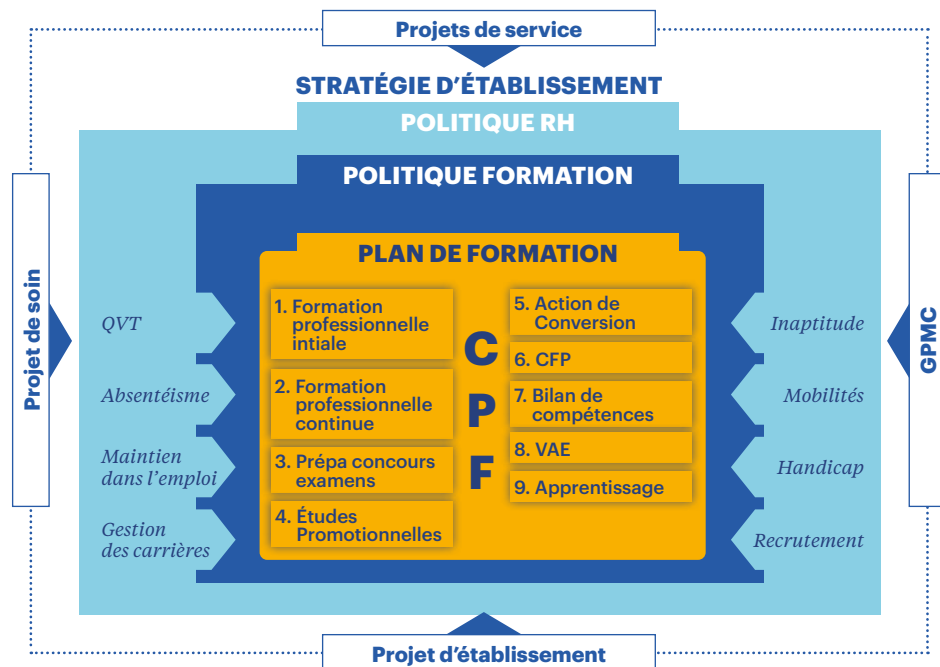 Projets de service
STRATÉGIE D'ÉTABLISSEMENT
POLITIQUE RH
POLITIQUE FORMATION
PLAN DE FORMATION
Projet de soin
QVT
Absentéisme
Maintien
dans l'emploi
Gestion
des carrières
1. Formation
professionnelle
intiale
2. Formation
professionnelle
continue
3. Prépa concours
examens
4. Études
Promotionnelles
C
P
F
5. Action de
Conversion
6. CFP
7. Bilan de
compétences
8. VAE
9. Apprentissage
Inaptitude
Mobilités
Handicap
Recrutement
GPMC
Projet d'établissement